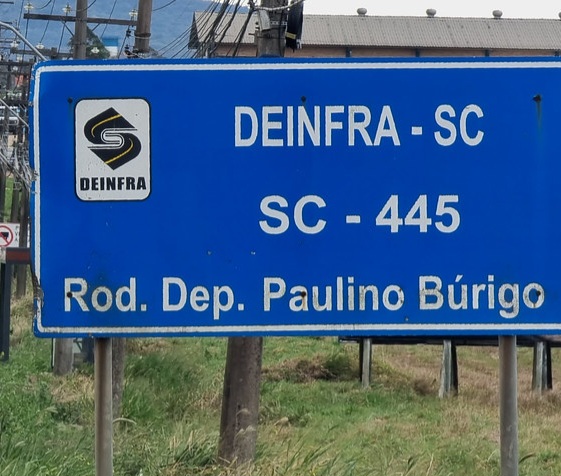 DEINFRA
DEINFRA - SC
SC - 445
Rod. Dep. Paulino Búrigo